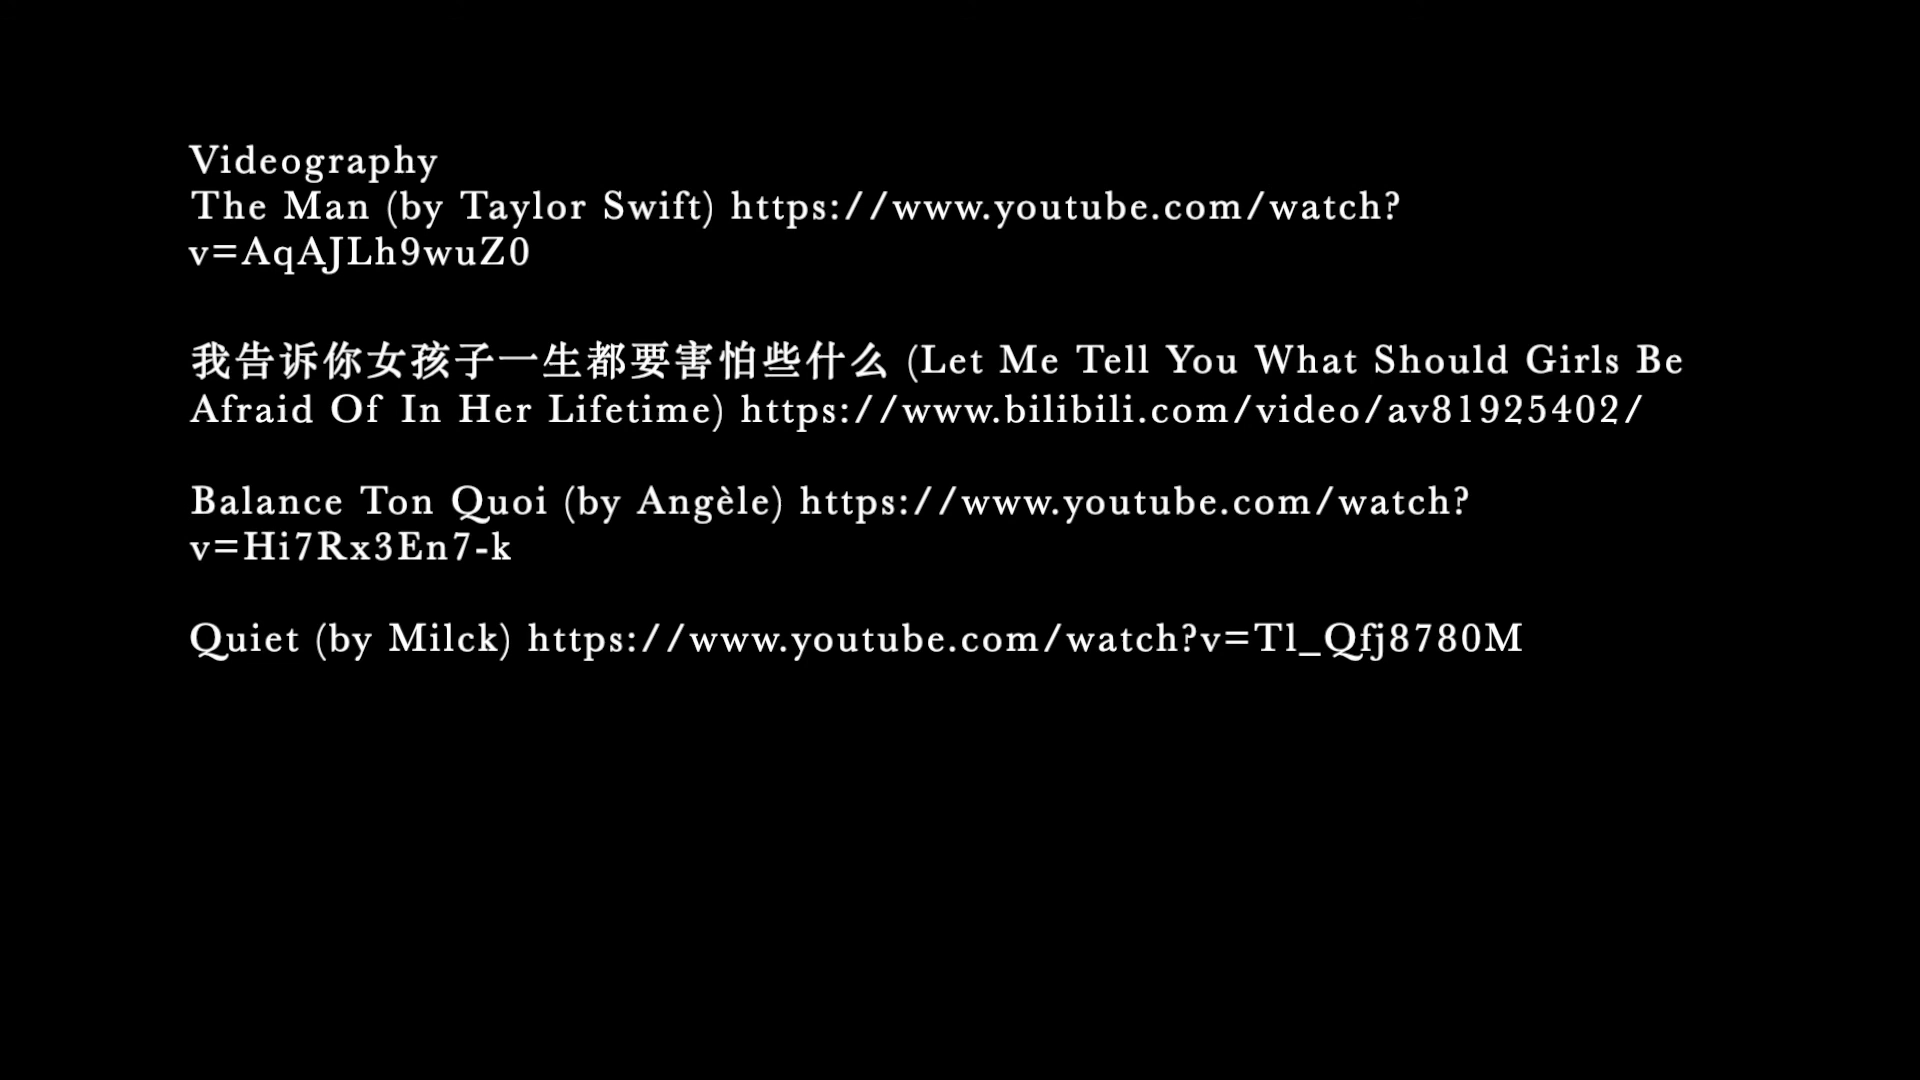 Videography
The Man (by Taylor Swift) https://www.youtube.com/watch?
v=AqAJLh9wuZ0
我告诉你女孩子一生都要害怕些什么 (Let Me Tell You What Should Girls Be
Afraid Of In Her Lifetime) https://www.bilibili.com/video/av81925402/
Balance Ton Quoi (by Angèle) https://www.youtube.com/watch?
v=Hi7Rx3En7-k
Quiet (by Milck) https://www.youtube.com/watch?v=Tl_Qfj8780M